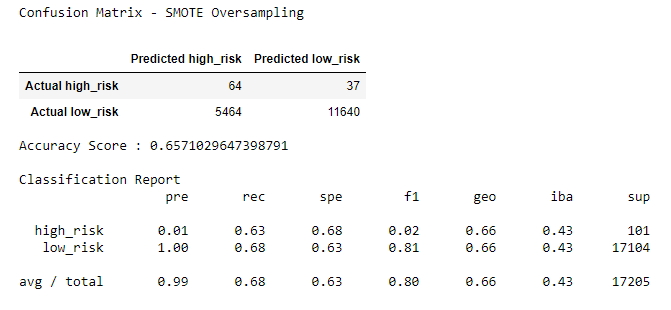 Confusion Matrix - SMOTE Oversampling
Predicted high_risk Predicted low_risk
Actual high_risk 64 37
Actual low_risk 5464 11640
Accuracy Score : 0.6571029647398791
Classification Report
pre rec spe f1 geo iba sup
high_risk 0.01 0.63 0.68 0.02 0.66 0.43 101
low_risk 1.00 0.68 0.63 0.81 0.66 0.43 17104
avg / total 0.99 0.68 0.63 0.80 0.66 0.43 17205